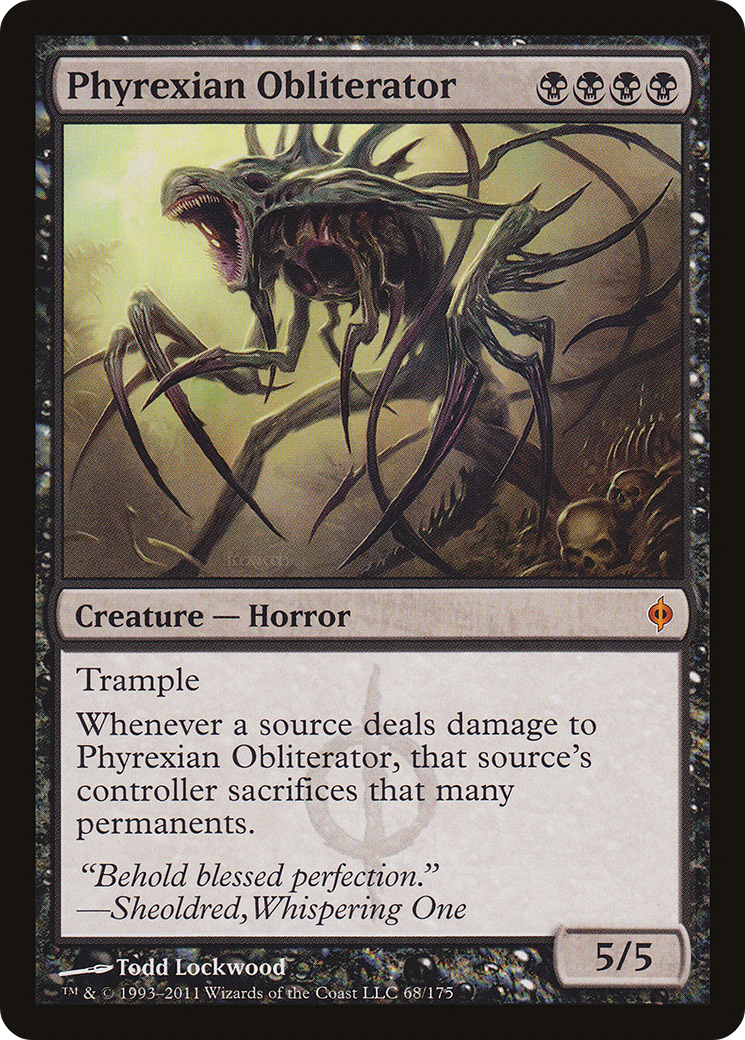 Phyrexian Obliterator
Creature — Horror
Trample
Whenever a source deals damage to
Phyrexian Obliterator, that source's
controller sacrifices that many
permanents.
“Behold blessed perfection.”
—Sheoldred, Whispering One
5/5
Todd Lockwood
™ & © 1993–2011 Wizards of the Coast LLC 68/175
LOCKWOOD